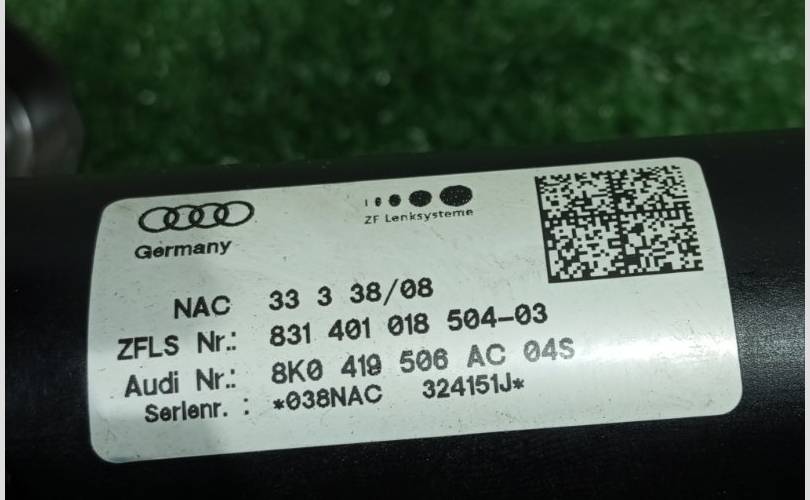 Germany
ZF Lenksysteme
NAC 33 3 38/08
ZFLS Nr.: 831 401 018 504-03
Audi Nr.: 8K0 419 506 AC 04S
Serienr. : *038NAC 324151J*